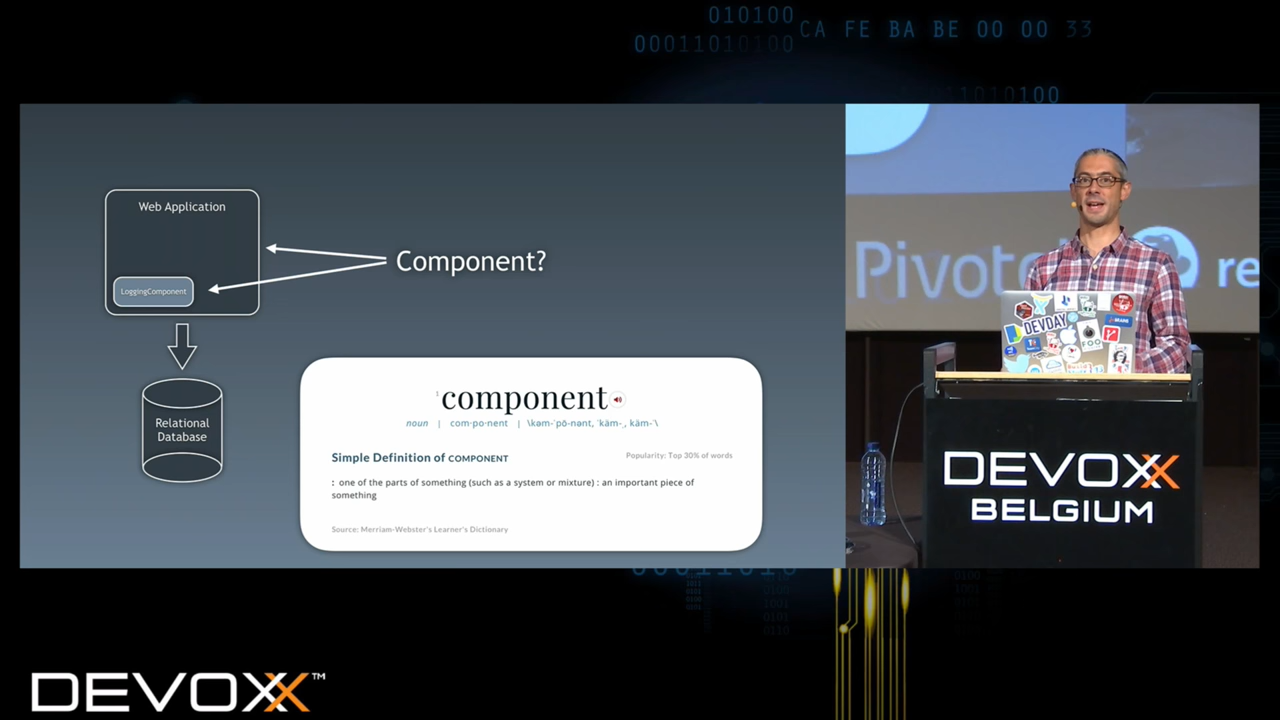 010100
00011010100
CA FE BA BE 00 00 33
11010100
Web Application
LoggingComponent
Component?
Relational
Database
component
noun | com·po·nent | \kəm-ˈpō-nənt, ˈkäm-ˌ, käm-ˈ\
Simple Definition of COMPONENT
Popularity: Top 30% of words
: one of the parts of something (such as a system or mixture) : an important piece of
something
Source: Merriam-Webster's Learner's Dictionary
re
DEVDAY
FOO
DEVOXX
BELGIUM
DEVOXX™